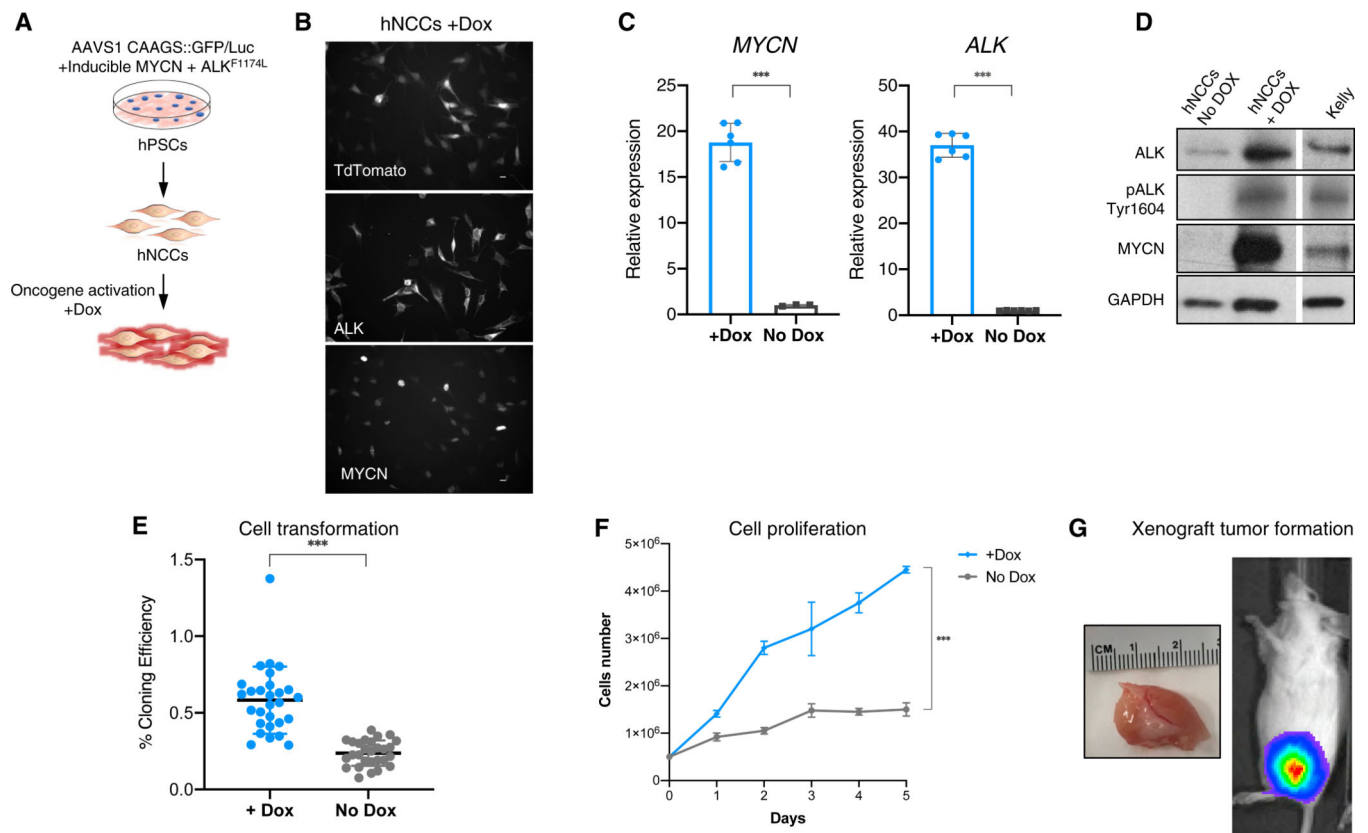 A
AAVS1 CAAGS::GFP/Luc
+Inducible MYCN + ALK^F1174L
hPSCs
hNCCs
Oncogene activation
+Dox
B
hNCCs +Dox
TdTomato
ALK
MYCN
C
MYCN
***
Relative expression
25
20
15
10
5
0
+Dox No Dox
ALK
***
Relative expression
50
40
30
20
10
0
+Dox No Dox
D
hNCCs
No DOX
hNCCs
+ DOX
Kelly
ALK
pALK
Tyr1604
MYCN
GAPDH
E
Cell transformation
***
% Cloning Efficiency
1.5
1.0
0.5
0.0
+ Dox No Dox
F
Cell proliferation
Cells number
5×10⁶
4×10⁶
3×10⁶
2×10⁶
1×10⁶
0
0 1 2 3 4 5
Days
+Dox
No Dox
***
G
Xenograft tumor formation
CM 1 2